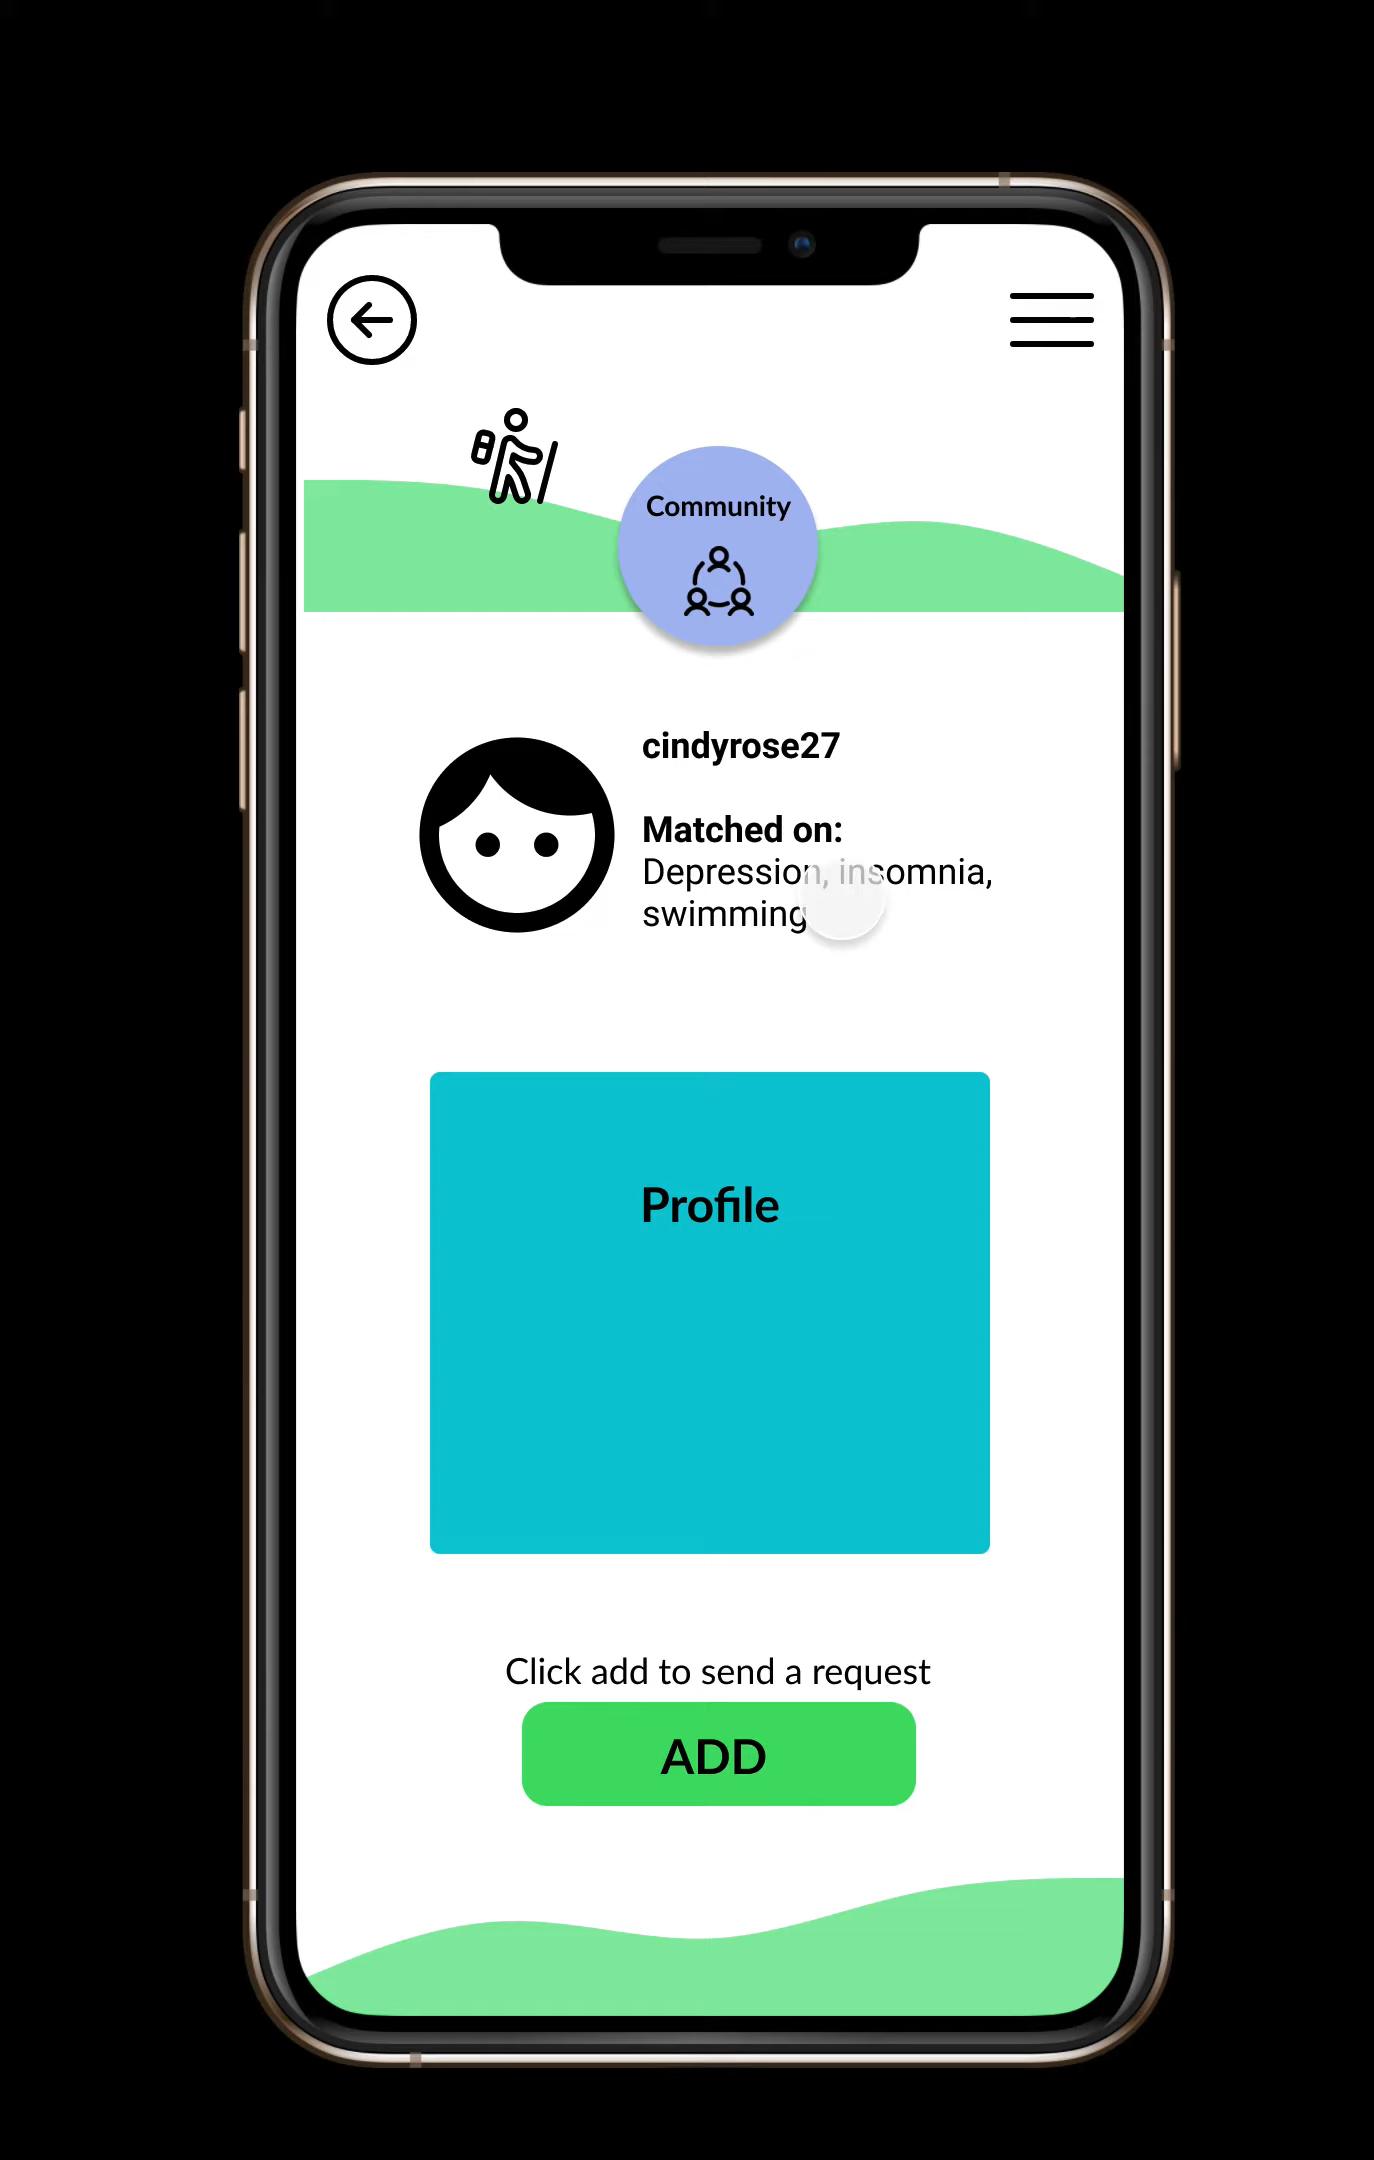 Community
cindyrose27
Matched on:
Depression, insomnia,
swimming
Profile
Click add to send a request
ADD